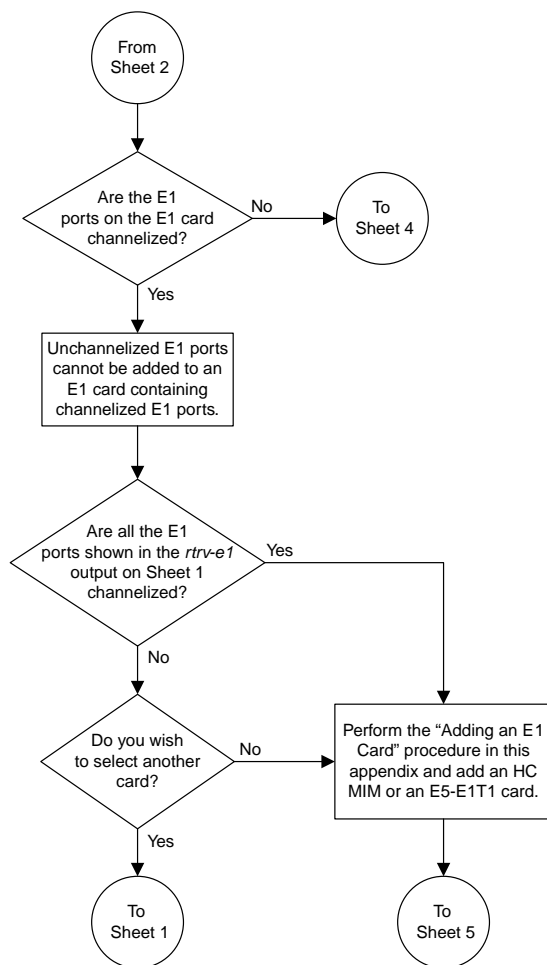 From
Sheet 2
Are the E1
ports on the E1 card
channelized?
No
To
Sheet 4
Yes
Unchannelized E1 ports
cannot be added to an
E1 card containing
channelized E1 ports.
Are all the E1
ports shown in the rtrv-e1
output on Sheet 1
channelized?
Yes
No
Do you wish
to select another
card?
No
Perform the “Adding an E1
Card” procedure in this
appendix and add an HC
MIM or an E5-E1T1 card.
Yes
To
Sheet 1
To
Sheet 5